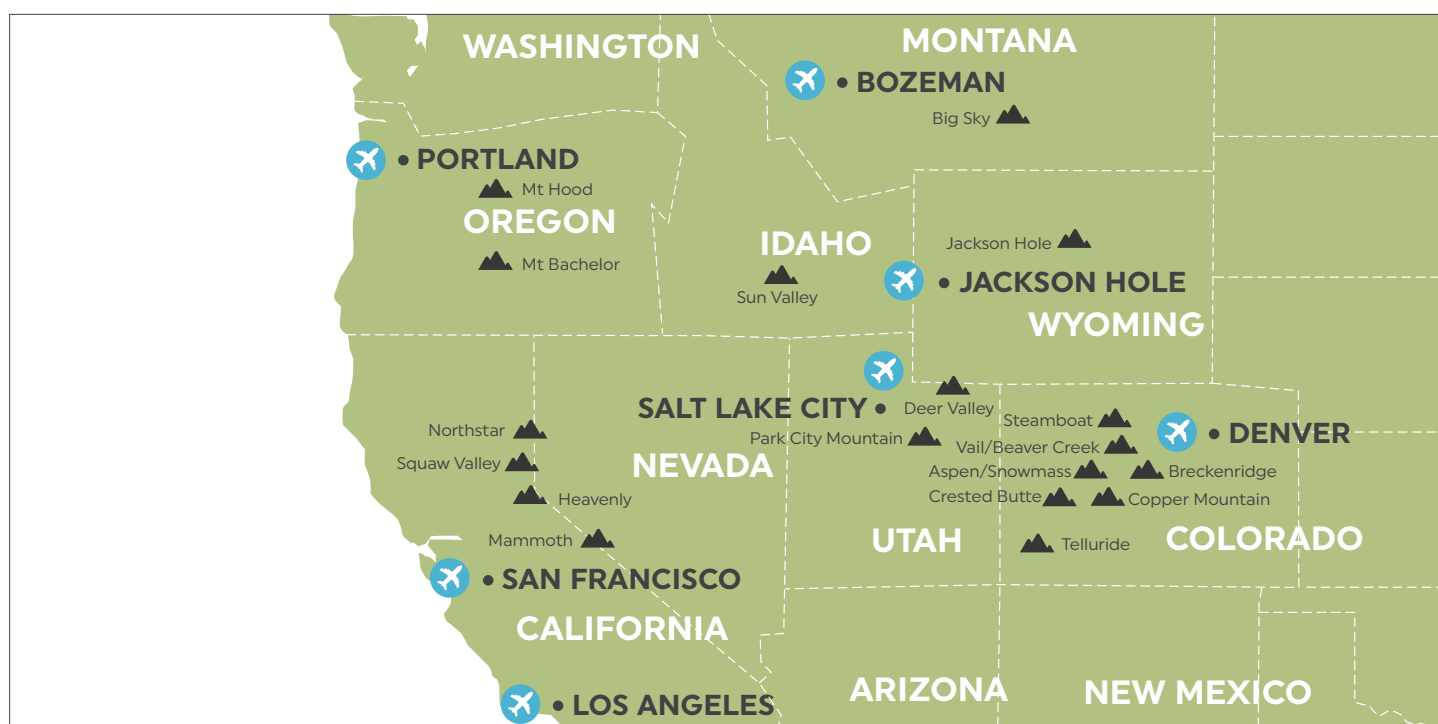 WASHINGTON
MONTANA
BOZEMAN
Big Sky
PORTLAND
Mt Hood
OREGON
IDAHO
Jackson Hole
Mt Bachelor
Sun Valley
JACKSON HOLE
WYOMING
SALT LAKE CITY
Deer Valley
Steamboat
DENVER
Northstar
Park City Mountain
Vail/Beaver Creek
Squaw Valley
NEVADA
Aspen/Snowmass
Breckenridge
Heavenly
Crested Butte
Copper Mountain
Mammoth
UTAH
Telluride
COLORADO
SAN FRANCISCO
CALIFORNIA
ARIZONA
NEW MEXICO
LOS ANGELES